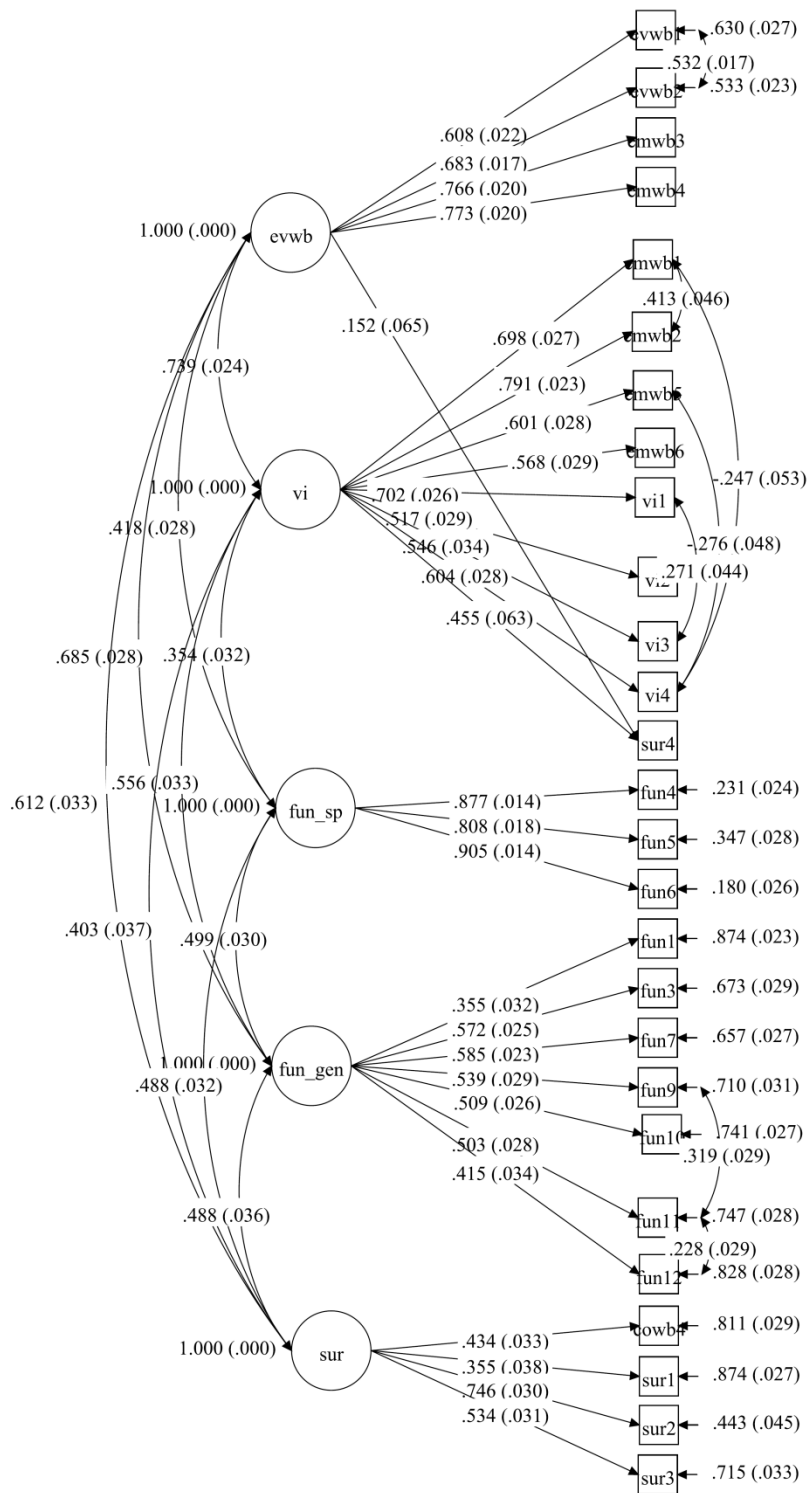 evwb1 .630 (.027)
.532 (.017)
evwb2 .533 (.023)
.608 (.022)
emwb3
.683 (.017)
.766 (.020)
emwb4
.773 (.020)
1.000 (.000) evwb
emwb1
.413 (.046)
.152 (.065)
.698 (.027) emwb2
.739 (.024)
.791 (.023) emwb5
.601 (.028)
emwb6
.568 (.029)
-.247 (.053)
1.000 (.000) vi
.702 (.026) vi1
.517 (.029)
.418 (.028)
.546 (.034) -.276 (.048)
.271 (.044)
vi2
.604 (.028)
.455 (.063)
vi3
.685 (.028) .354 (.032)
vi4
sur4
.556 (.033)
.612 (.033) 1.000 (.000) fun_sp
.877 (.014) fun4 .231 (.024)
.808 (.018) fun5 .347 (.028)
.905 (.014)
fun6 .180 (.026)
.403 (.037) .499 (.030)
fun1 .874 (.023)
fun3 .673 (.029)
.355 (.032)
.572 (.025)
fun7 .657 (.027)
.585 (.023)
1.000 (.000) fun_gen
.539 (.029) fun9 .710 (.031)
.488 (.032)
.509 (.026)
fun10 .741 (.027)
.503 (.028) .319 (.029)
.415 (.034)
.488 (.036)
fun11 .747 (.028)
.228 (.029)
fun12 .828 (.028)
cowb4 .811 (.029)
.434 (.033)
1.000 (.000) sur
.355 (.038) sur1 .874 (.027)
.746 (.030)
.534 (.031) sur2 .443 (.045)
sur3 .715 (.033)